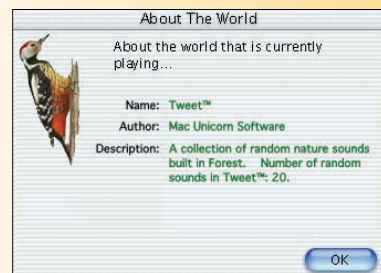 About The World
About the world that is currently
playing...
Name: Tweet™
Author: Mac Unicorn Software
Description: A collection of random nature sounds
built in Forest. Number of random
sounds in Tweet™: 20.
OK